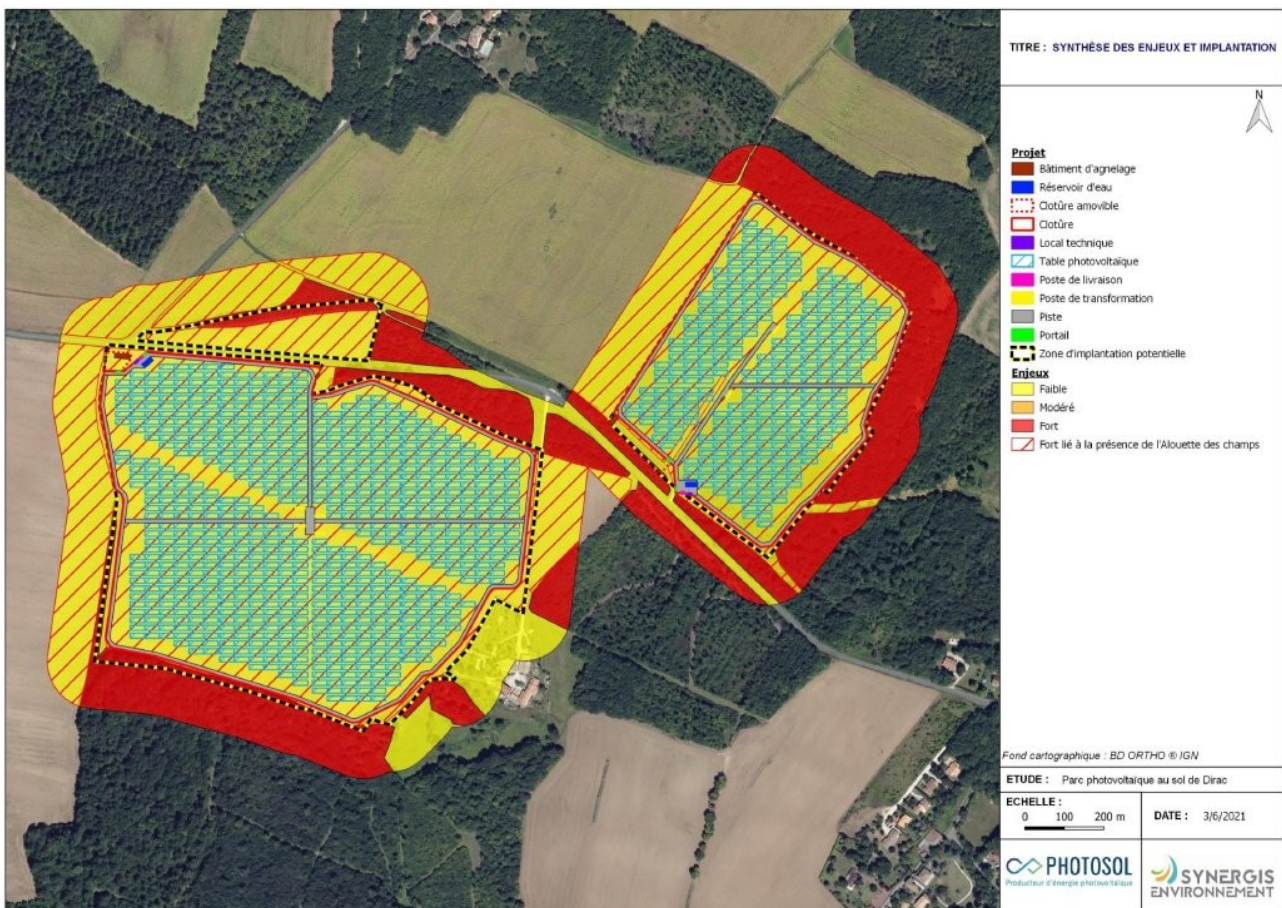 TITRE : SYNTHÈSE DES ENJEUX ET IMPLANTATION
N
Projet
Bâtiment d'agnelage
Réservoir d'eau
Clotûre amovible
Clotûre
Local technique
Table photovoltaïque
Poste de livraison
Poste de transformation
Piste
Portail
Zone d'implantation potentielle
Enjeux
Faible
Modéré
Fort
Fort lié à la présence de l'Alouette des champs
Fond cartographique : BD ORTHO ® IGN
ETUDE : Parc photovoltaïque au sol de Dirac
ECHELLE :
0 100 200 m
DATE : 3/6/2021
PHOTOSOL
Producteur d'énergie photovoltaïque
SYNERGIS
ENVIRONNEMENT